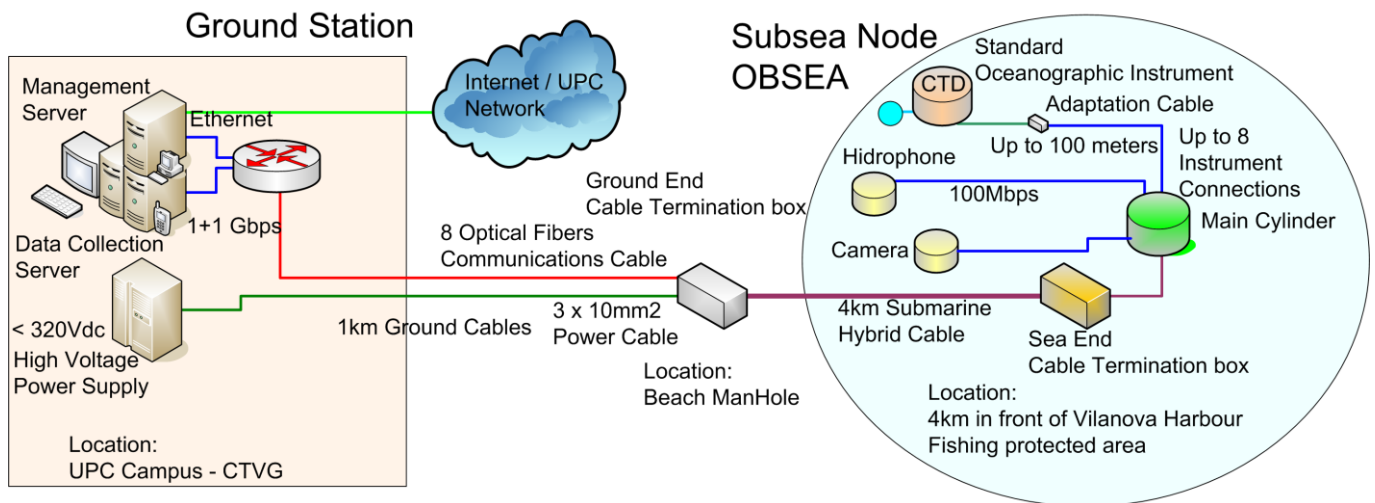 Ground Station
Management
Server
Ethernet
1+1 Gbps
Data Collection
Server
< 320Vdc
High Voltage
Power Supply
Location:
UPC Campus - CTVG
Internet / UPC
Network
8 Optical Fibers
Communications Cable
1km Ground Cables
3 x 10mm2
Power Cable
Ground End
Cable Termination box
Location:
Beach ManHole
Subsea Node
OBSEA
Standard
Oceanographic Instrument
CTD
Adaptation Cable
Up to 100 meters
Up to 8
Instrument
Connections
Hidrophone
100Mbps
Main Cylinder
Camera
4km Submarine
Hybrid Cable
Sea End
Cable Termination box
Location:
4km in front of Vilanova Harbour
Fishing protected area